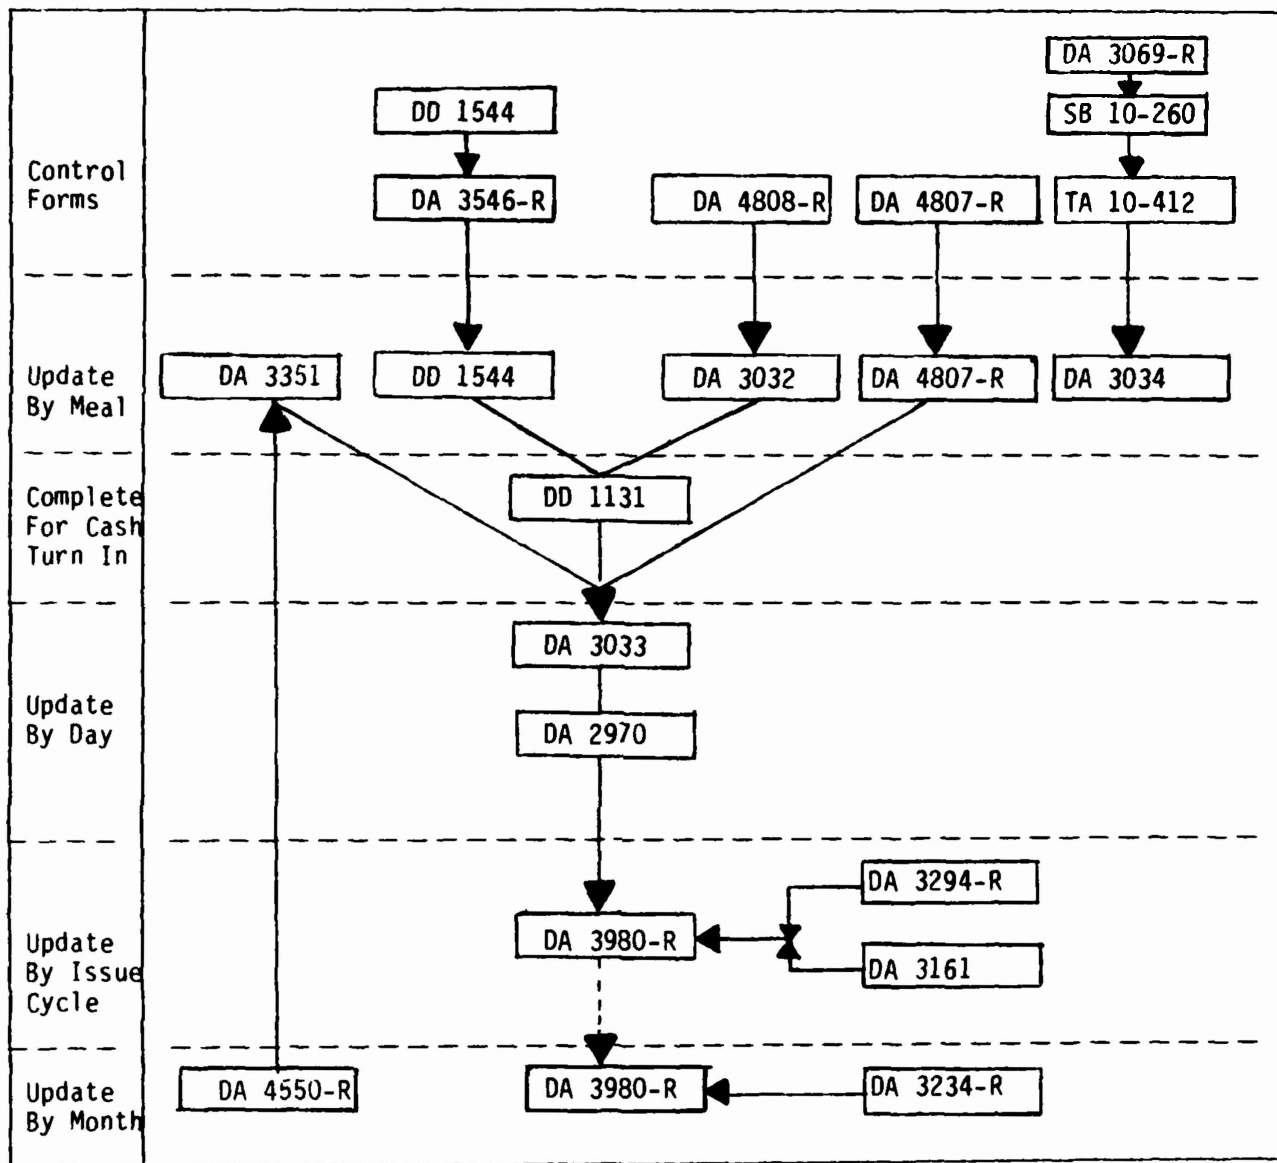 DA 3069-R
DD 1544
SB 10-260
Control
Forms
DA 3546-R
DA 4808-R
DA 4807-R
TA 10-412
Update
By Meal
DA 3351
DD 1544
DA 3032
DA 4807-R
DA 3034
Complete
For Cash
Turn In
DD 1131
DA 3033
Update
By Day
DA 2970
DA 3294-R
Update
By Issue
Cycle
DA 3980-R
DA 3161
Update
By Month
DA 4550-R
DA 3980-R
DA 3234-R